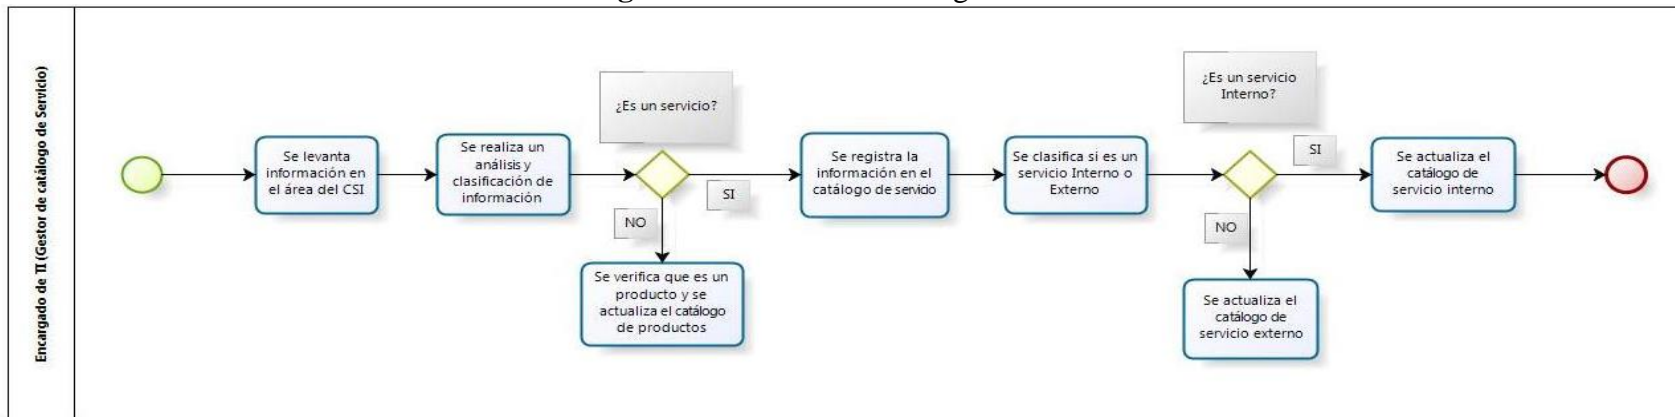 Encargado de TI (Gestor de catálogo de Servicio)
Se levanta
información en
el área del CSI
Se realiza un
análisis y
clasificación de
información
¿Es un servicio?
SI
NO
Se verifica que es un
producto y se
actualiza el catálogo
de productos
Se registra la
información en el
catálogo de servicio
Se clasifica si es un
servicio Interno o
Externo
¿Es un servicio
Interno?
SI
NO
Se actualiza el
catálogo de
servicio externo
Se actualiza el
catálogo de
servicio interno